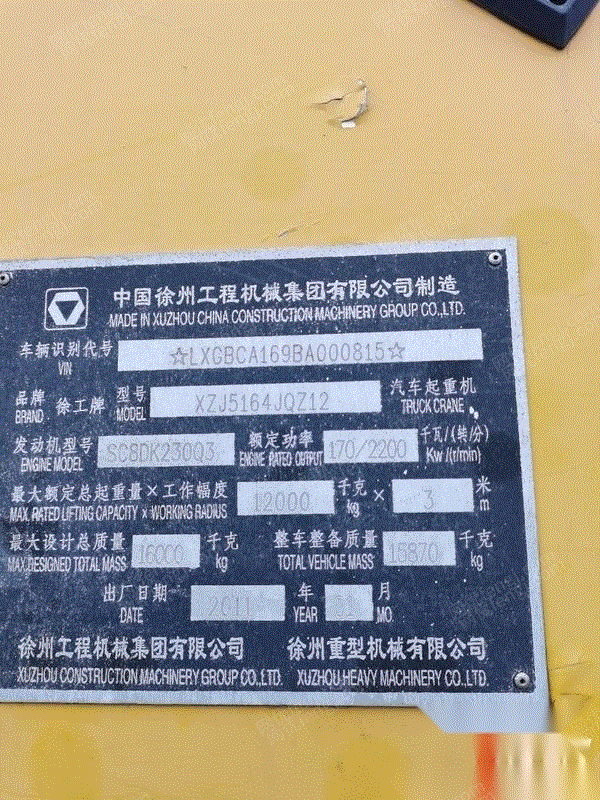 中国徐州工程机械集团有限公司制造
MADE IN XUZHOU CHINA CONSTRUCTION MACHINERY GROUP CO.,LTD.
车辆识别代号 ☆LXGBCA169BA000815☆
VIN
品牌 徐工牌 型号 XZJ5164JQZ12 汽车起重机
BRAND MODEL TRUCK CRANE
发动机型号 SC8DK230Q3 额定功率 170/2200 千瓦/(转/分)
ENGINE MODEL ENGINE RATED OUTPUT Kw/(r/min)
最大额定总起重量×工作幅度 12000 千克 × 3 米
MAX. RATED LIFTING CAPACITY x WORKING RADIUS kg m
最大设计总质量 16000 千克 整车整备质量 15870 千克
MAX.DESIGNED TOTAL MASS kg TOTAL VEHICLE MASS kg
出厂日期 2011 年 月
DATE YEAR MO.
徐州工程机械集团有限公司 徐州重型机械有限公司
XUZHOU CONSTRUCTION MACHINERY GROUP CO.,LTD. XUZHOU HEAVY MACHINERY CO.,LTD.